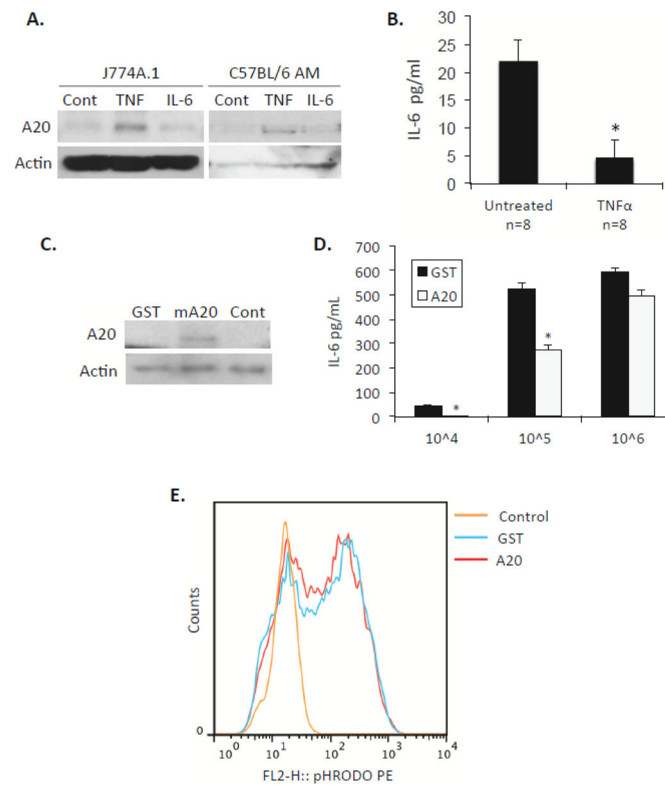 A.
J774A.1 C57BL/6 AM
Cont TNF IL-6 Cont TNF IL-6
A20
Actin
B.
IL-6 pg/ml
30
25
20
15
10
5
0
*
Untreated TNFα
n=8 n=8
C.
GST mA20 Cont
A20
Actin
D.
IL-6 pg/mL
700
600
500
400
300
200
100
0
GST
A20
* *
10^4 10^5 10^6
E.
Control
GST
A20
Counts
0
10^0 10^1 10^2 10^3 10^4
FL2-H:: pHRODO PE